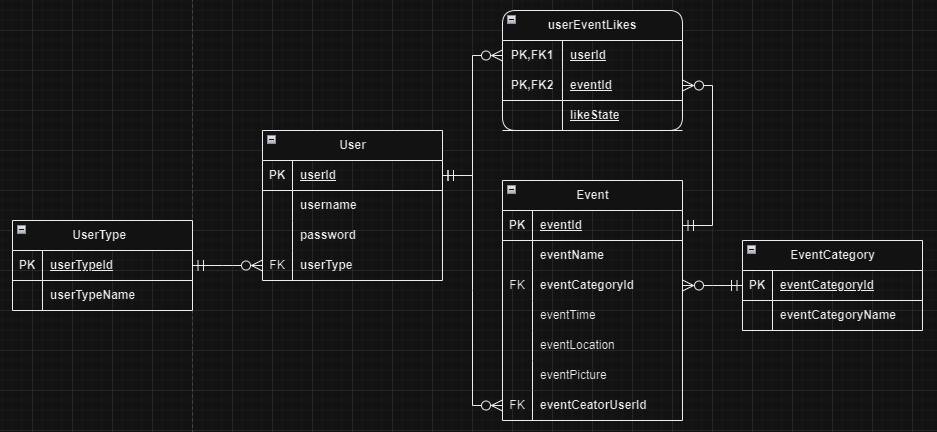 userEventLikes
PK,FK1 userId
PK,FK2 eventId
likeState
User
PK userId
username
password
FK userType
UserType
PK userTypeId
userTypeName
Event
PK eventId
eventName
FK eventCategoryId
eventTime
eventLocation
eventPicture
FK eventCeatorUserId
EventCategory
PK eventCategoryId
eventCategoryName